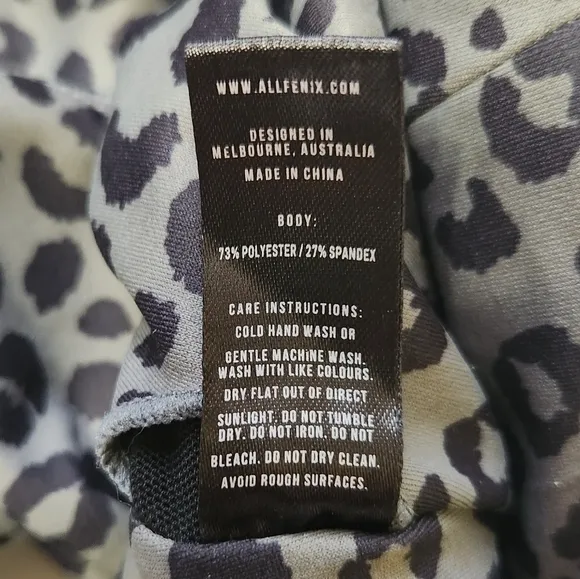 WWW.ALLFENIX.COM
DESIGNED IN
MELBOURNE, AUSTRALIA
MADE IN CHINA
BODY:
73% POLYESTER / 27% SPANDEX
CARE INSTRUCTIONS:
COLD HAND WASH OR
GENTLE MACHINE WASH.
WASH WITH LIKE COLOURS.
DRY FLAT OUT OF DIRECT
SUNLIGHT. DO NOT TUMBLE
DRY. DO NOT IRON. DO NOT
BLEACH. DO NOT DRY CLEAN.
AVOID ROUGH SURFACES.